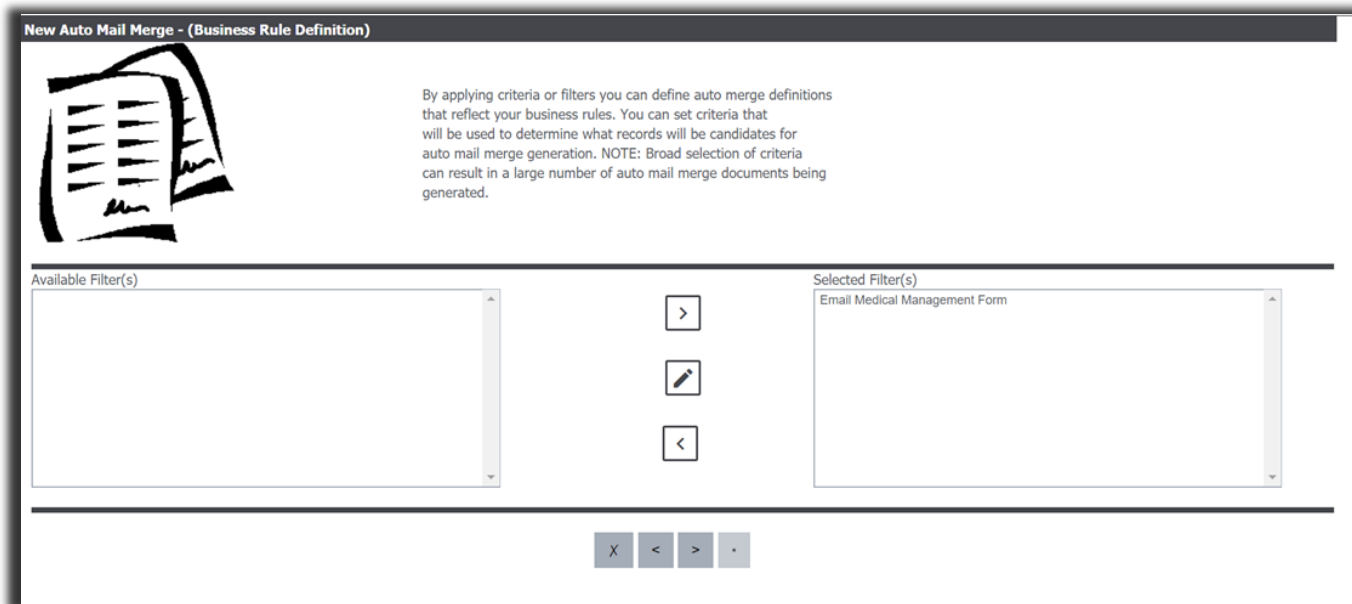 New Auto Mail Merge - (Business Rule Definition)
By applying criteria or filters you can define auto merge definitions
that reflect your business rules. You can set criteria that
will be used to determine what records will be candidates for
auto mail merge generation. NOTE: Broad selection of criteria
can result in a large number of auto mail merge documents being
generated.
Available Filter(s)
Selected Filter(s)
Email Medical Management Form
>
<
X < >